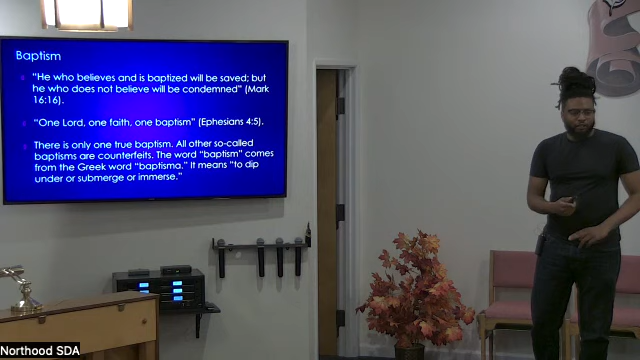 Baptism
“He who believes and is baptized will be saved; but
he who does not believe will be condemned” (Mark
16:16).
“One Lord, one faith, one baptism” (Ephesians 4:5).
There is only one true baptism. All other so-called
baptisms are counterfeits. The word “baptism” comes
from the Greek word “baptisma.” It means “to dip
under or submerge or immerse.”
Northood SDA